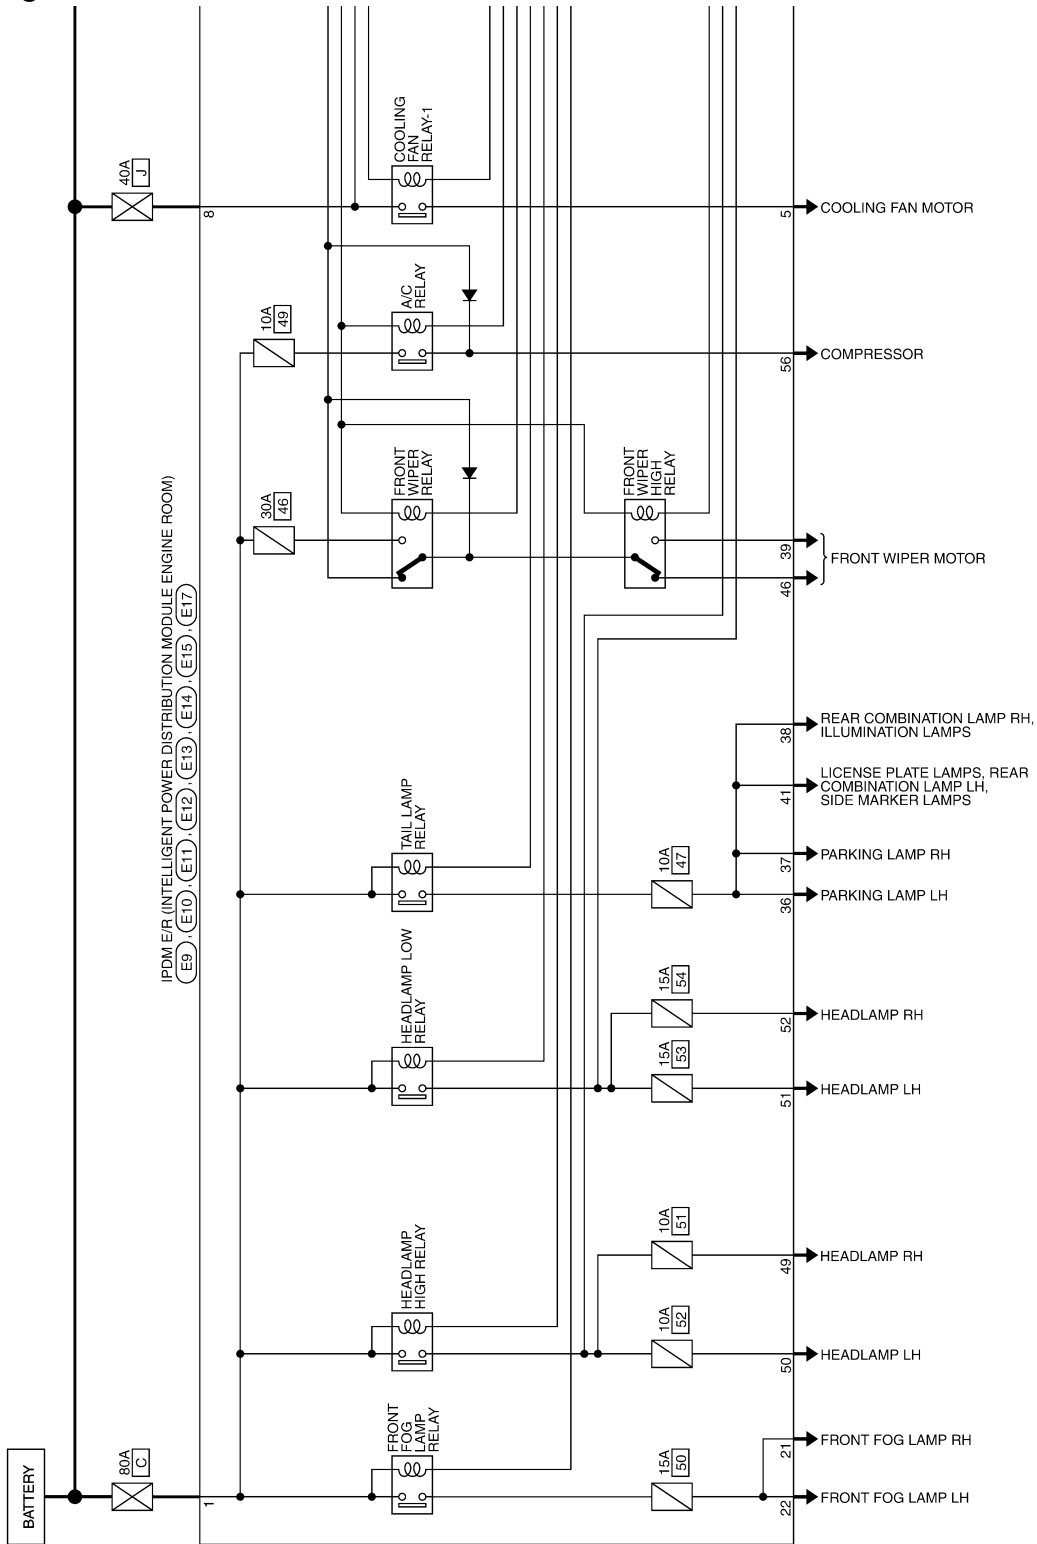 40A
J
8
COOLING
FAN
RELAY-1
5
COOLING FAN MOTOR
10A
49
A/C
RELAY
56
COMPRESSOR
30A
46
FRONT
WIPER
RELAY
FRONT
WIPER
HIGH
RELAY
39
46
FRONT WIPER MOTOR
IPDM E/R (INTELLIGENT POWER DISTRIBUTION MODULE ENGINE ROOM)
E9 , E10 , E11 , E12 , E13 , E14 , E15 , E17
38
REAR COMBINATION LAMP RH,
ILLUMINATION LAMPS
41
LICENSE PLATE LAMPS, REAR
COMBINATION LAMP LH,
SIDE MARKER LAMPS
TAIL LAMP
RELAY
10A
47
37
PARKING LAMP RH
36
PARKING LAMP LH
HEADLAMP LOW
RELAY
15A
54
52
HEADLAMP RH
15A
53
51
HEADLAMP LH
HEADLAMP
HIGH RELAY
10A
51
49
HEADLAMP RH
10A
52
50
HEADLAMP LH
BATTERY
80A
C
1
FRONT
FOG
LAMP
RELAY
15A
50
21
FRONT FOG LAMP RH
22
FRONT FOG LAMP LH